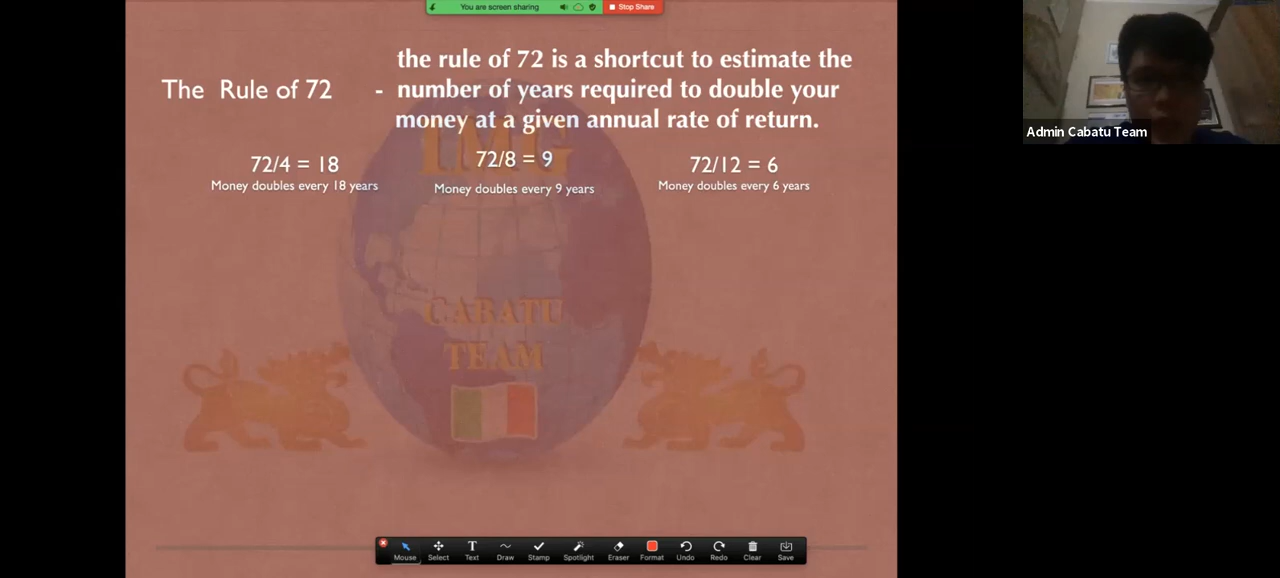 You are screen sharing
Stop Share
The Rule of 72
- the rule of 72 is a shortcut to estimate the
number of years required to double your
money at a given annual rate of return.
72/4 = 18
Money doubles every 18 years
72/8 = 9
Money doubles every 9 years
72/12 = 6
Money doubles every 6 years
IMG
CABATU
TEAM
Admin Cabatu Team
Mouse
Select
Text
Draw
Stamp
Spotlight
Eraser
Format
Undo
Redo
Clear
Save